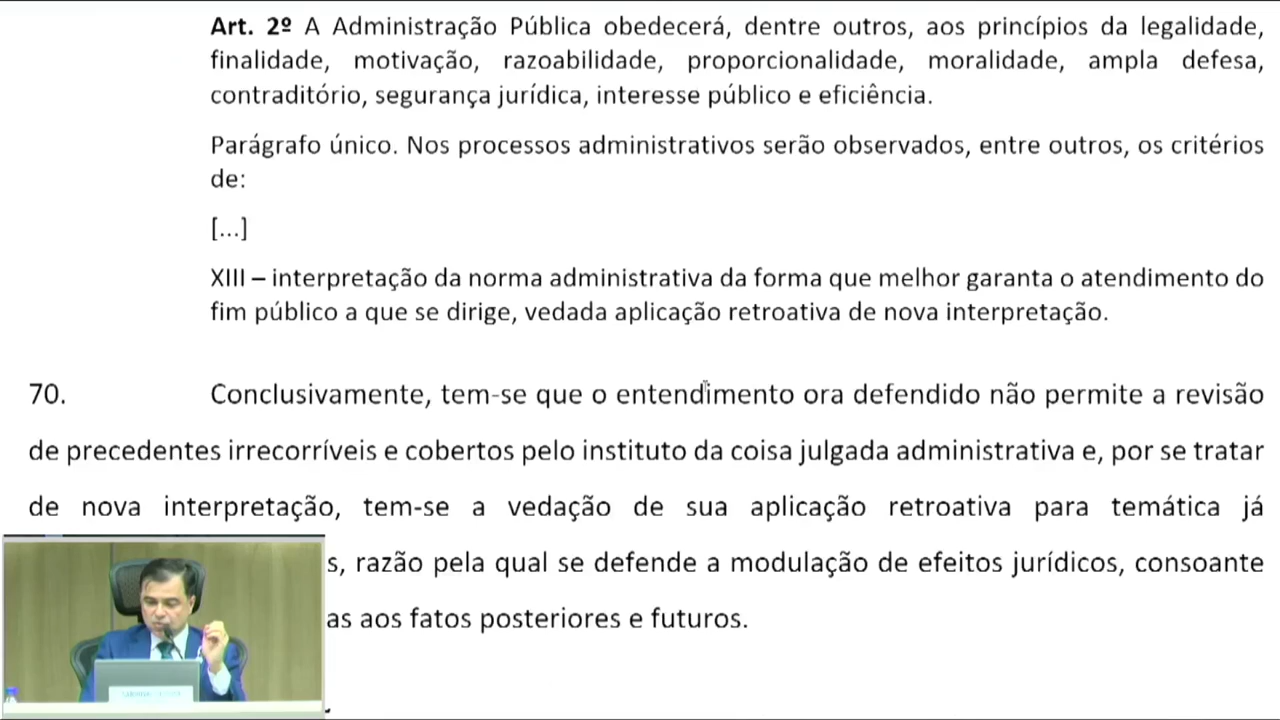 Art. 2º A Administração Pública obedecerá, dentre outros, aos princípios da legalidade,
finalidade, motivação, razoabilidade, proporcionalidade, moralidade, ampla defesa,
contraditório, segurança jurídica, interesse público e eficiência.
Parágrafo único. Nos processos administrativos serão observados, entre outros, os critérios
de:
[...]
XIII – interpretação da norma administrativa da forma que melhor garanta o atendimento do
fim público a que se dirige, vedada aplicação retroativa de nova interpretação.
70. Conclusivamente, tem-se que o entendimento ora defendido não permite a revisão
de precedentes irrecorríveis e cobertos pelo instituto da coisa julgada administrativa e, por se tratar
de nova interpretação, tem-se a vedação de sua aplicação retroativa para temática já
s, razão pela qual se defende a modulação de efeitos jurídicos, consoante
as aos fatos posteriores e futuros.